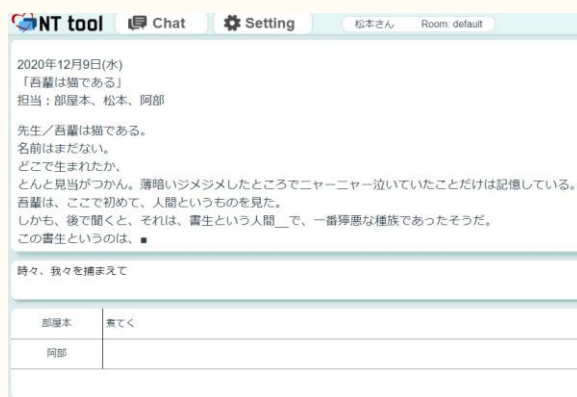 NT tool Chat Setting 松本さん Room: default
2020年12月9日(水)
「吾輩は猫である」
担当：部屋本、松本、阿部
先生／吾輩は猫である。
名前はまだない。
どこで生まれたか、
とんと見当がつかん。薄暗いジメジメしたところでニャーニャー泣いていたことだけは記憶している。
吾輩は、ここで初めて、人間というものを見た。
しかも、後で聞くと、それは、書生という人間__で、一番獰悪な種族であったそうだ。
この書生というのは、■
時々、我々を捕まえて
部屋本 煮てく
阿部